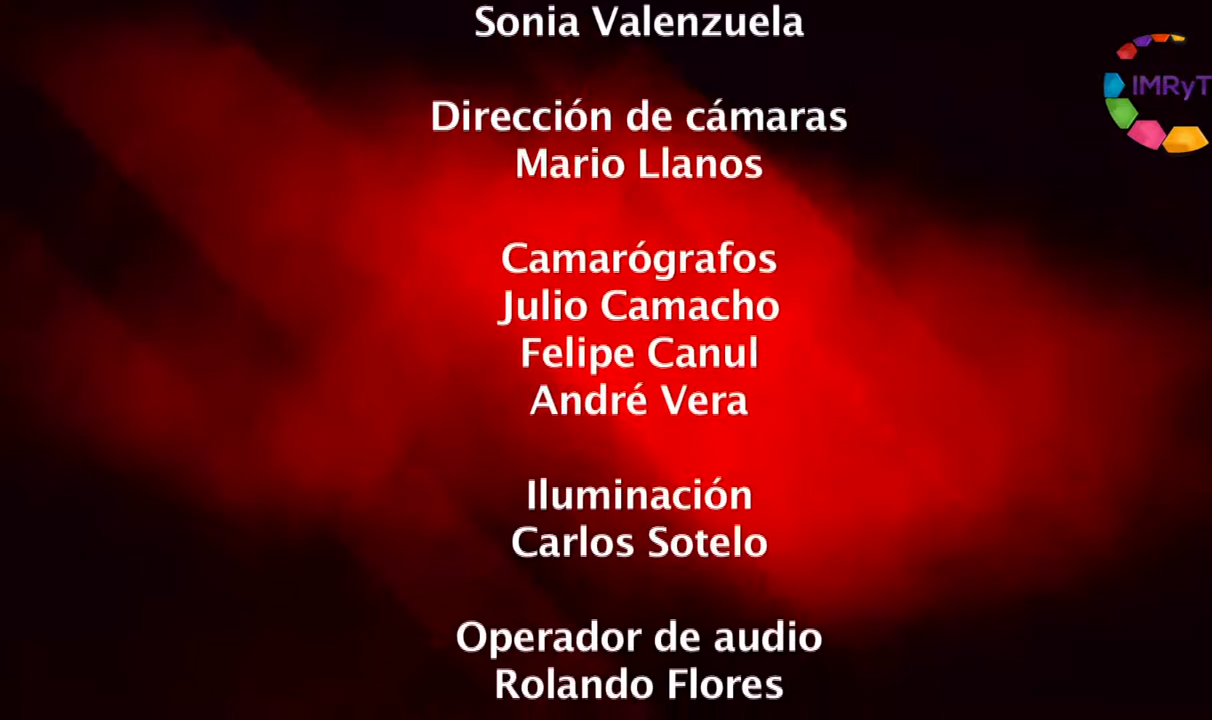 Sonia Valenzuela
IMRyT
Dirección de cámaras
Mario Llanos
Camarógrafos
Julio Camacho
Felipe Canul
André Vera
Iluminación
Carlos Sotelo
Operador de audio
Rolando Flores